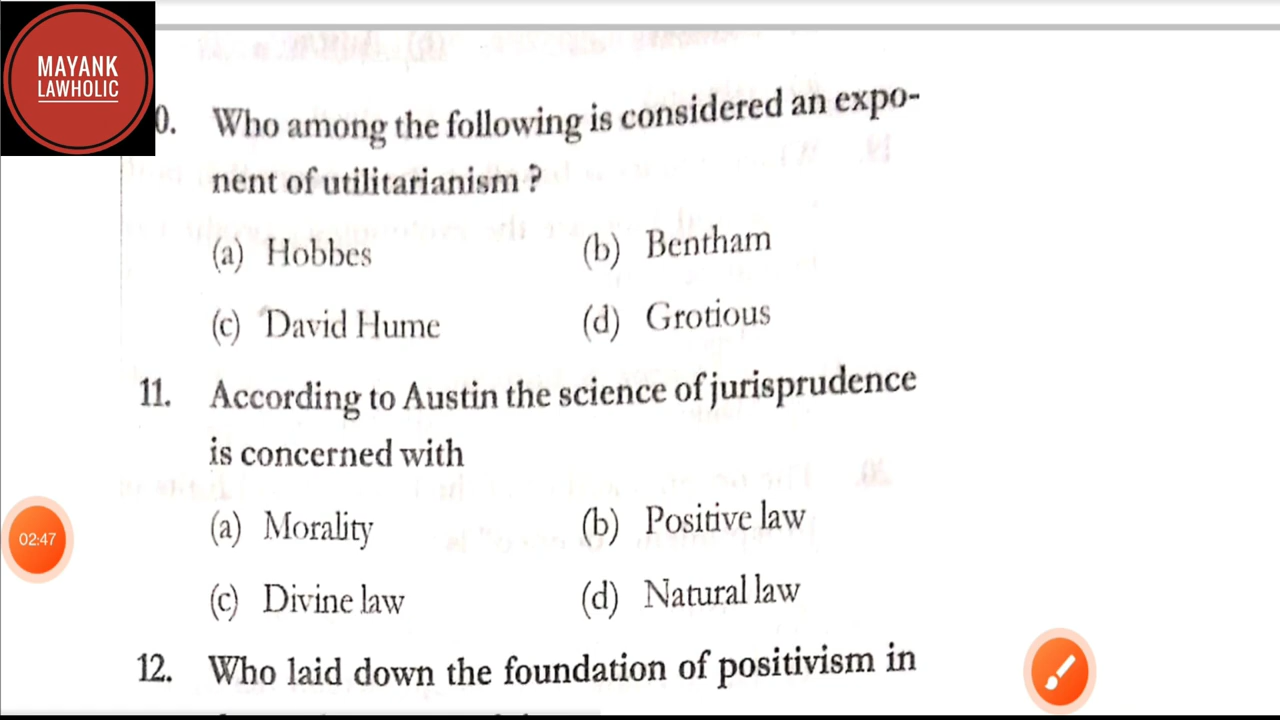 MAYANK
LAWHOLIC
0. Who among the following is considered an expo-
nent of utilitarianism ?
(a) Hobbes (b) Bentham
(c) David Hume (d) Grotious
11. According to Austin the science of jurisprudence
is concerned with
(a) Morality (b) Positive law
(c) Divine law (d) Natural law
02:47
12. Who laid down the foundation of positivism in